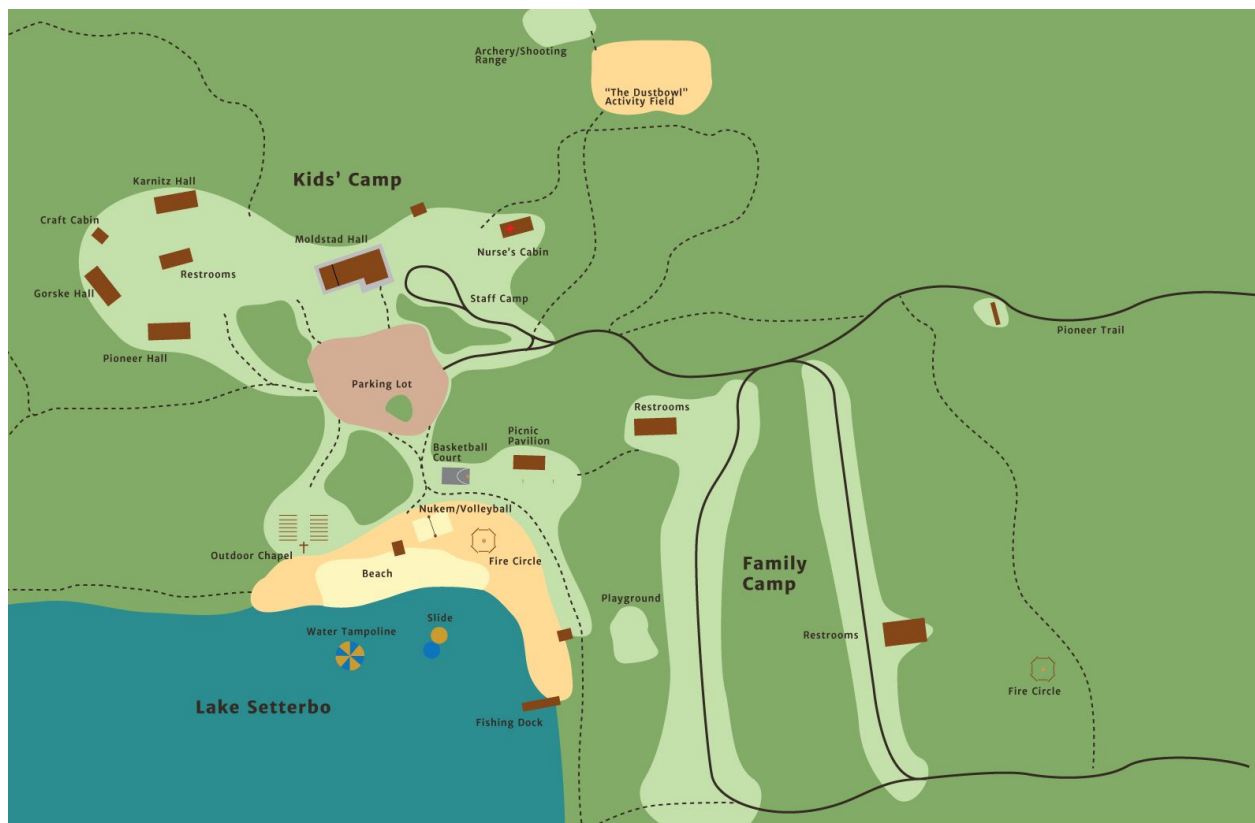 Archery/Shooting
Range
"The Dustbowl"
Activity Field
Karnitz Hall
Kids' Camp
Craft Cabin
Moldstad Hall
Nurse's Cabin
Restrooms
Gorske Hall
Staff Camp
Pioneer Trail
Pioneer Hall
Parking Lot
Restrooms
Picnic
Pavilion
Basketball
Court
Nukem/Volleyball
Outdoor Chapel
Fire Circle
Beach
Family
Camp
Playground
Slide
Water Tampoline
Restrooms
Fire Circle
Lake Setterbo
Fishing Dock